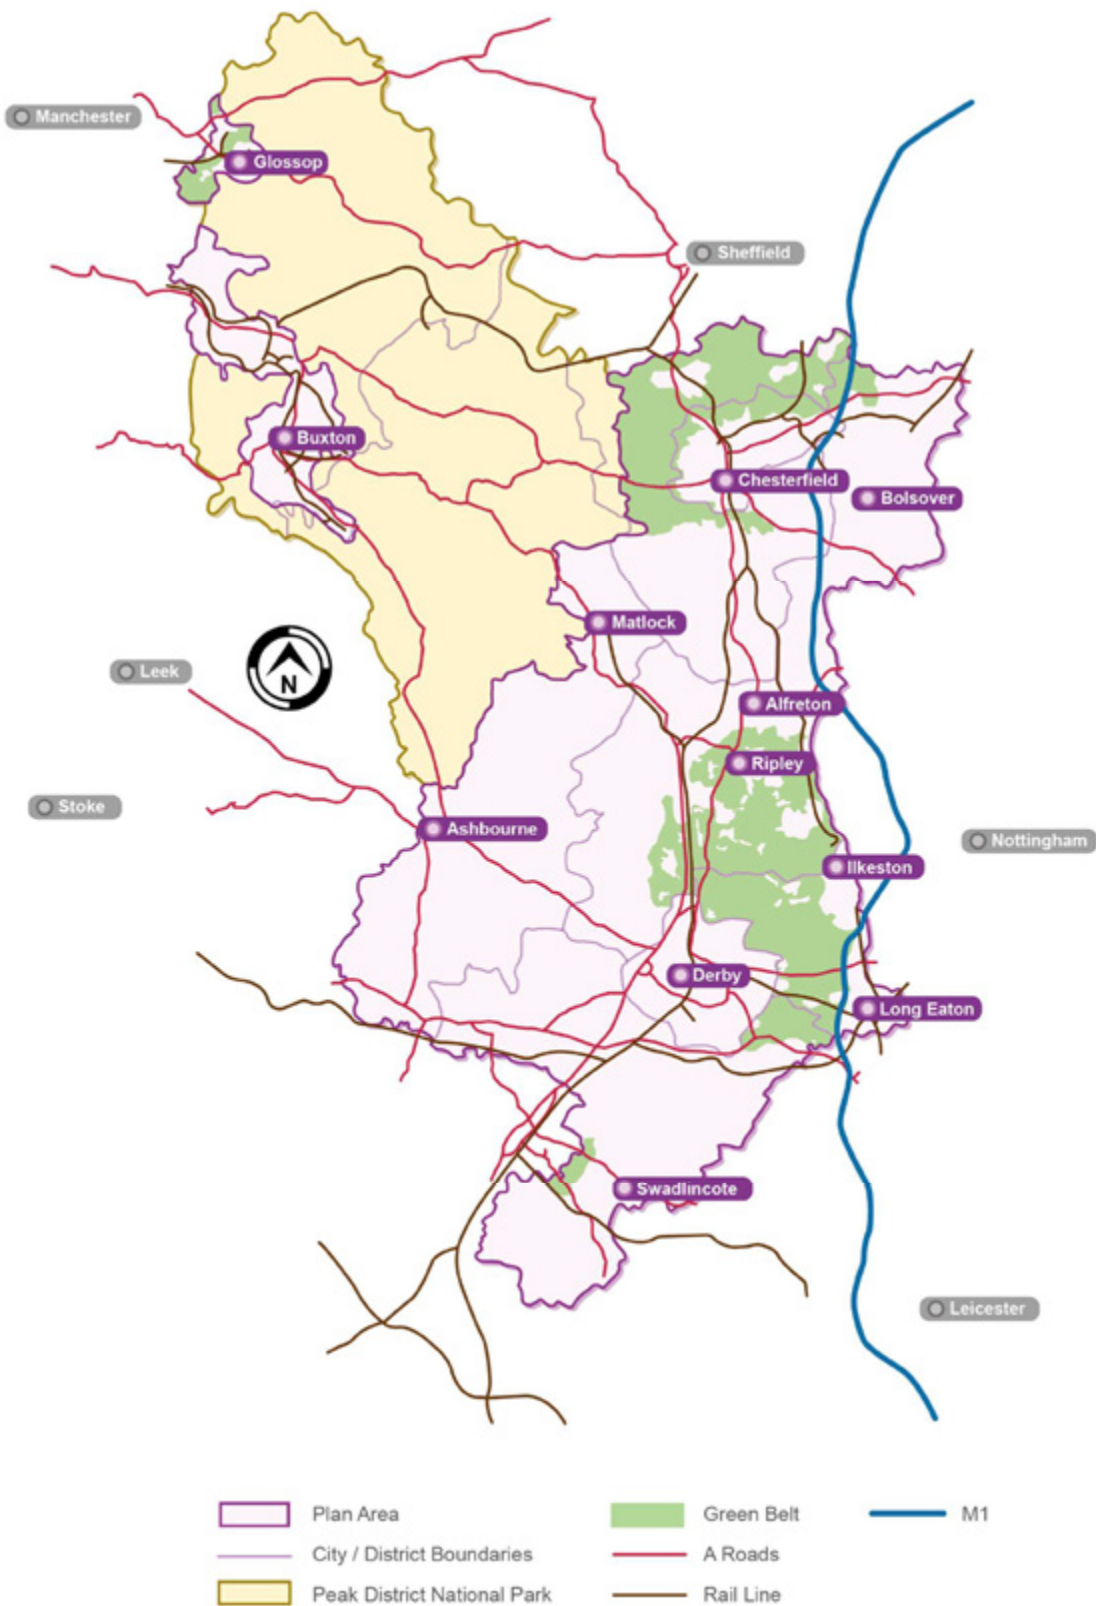 Manchester
Glossop
Sheffield
Buxton
Chesterfield
Bolsover
Matlock
Leek
N
Alfreton
Ripley
Stoke
Ashbourne
Nottingham
Ilkeston
Derby
Long Eaton
Swadlincote
Leicester
Plan Area
Green Belt
M1
City / District Boundaries
A Roads
Peak District National Park
Rail Line